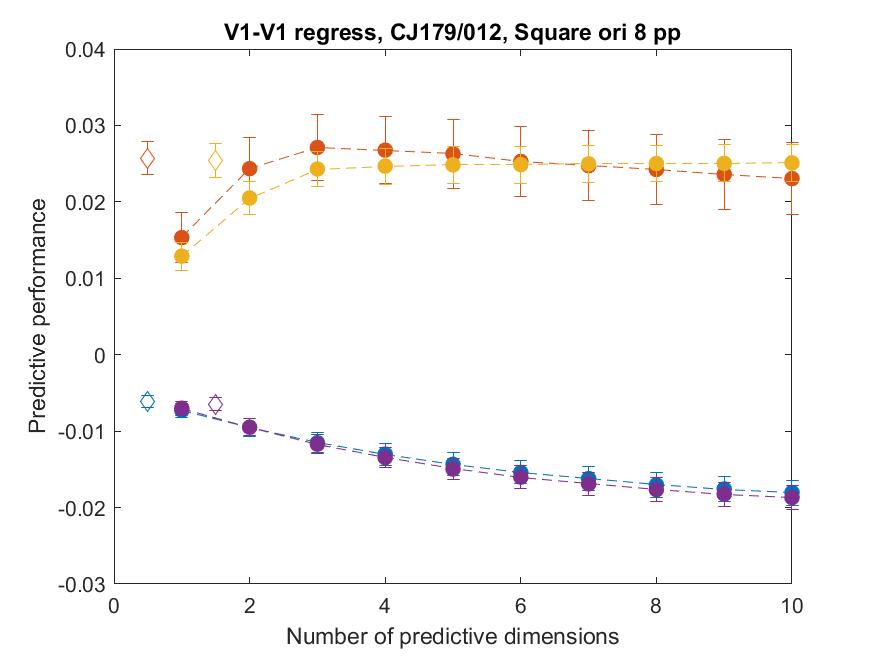 V1-V1 regress, CJ179/012, Square ori 8 pp
0.04
0.03
0.02
0.01
0
-0.01
-0.02
-0.03
Predictive performance
0 2 4 6 8 10
Number of predictive dimensions